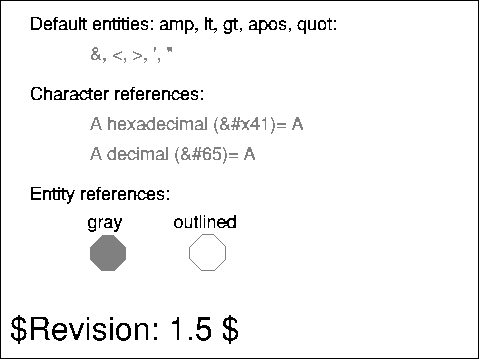 Default entities: amp, lt, gt, apos, quot:
&, <, >, ', "
Character references:
A hexadecimal (&#x41)= A
A decimal (&#65)= A
Entity references:
gray outlined
$Revision: 1.5 $